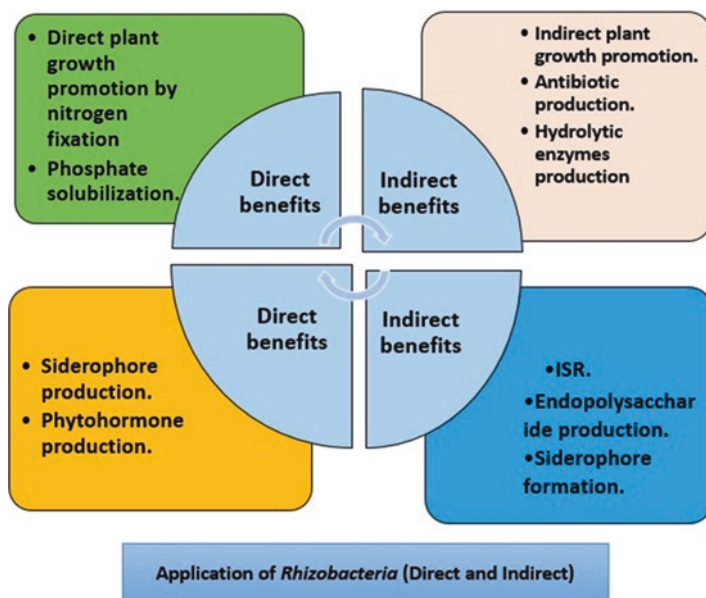 • Direct plant
growth
promotion by
nitrogen
fixation
• Phosphate
solubilization.
• Indirect plant
growth promotion.
• Antibiotic
production.
• Hydrolytic
enzymes
production
Direct
benefits
Indirect
benefits
Direct
benefits
Indirect
benefits
• Siderophore
production.
• Phytohormone
production.
•ISR.
•Endopolysacchar
ide production.
•Siderophore
formation.
Application of Rhizobacteria (Direct and Indirect)